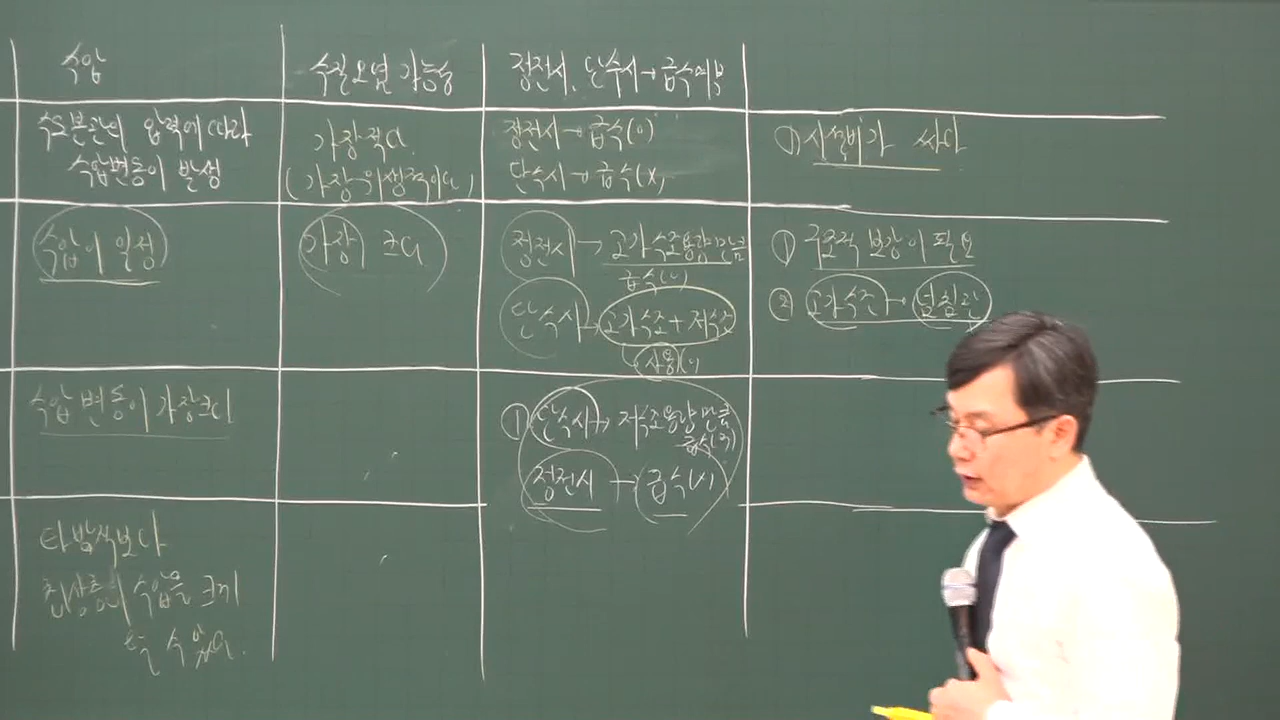 수압
수질오염 가능성
정전시, 단수시→급수여부
수도본관의 압력에 따라
수압변동이 발생
가장 적다
(가장 위생적이다)
정전시→급수(○)
단수시→급수(×)
① 시설비가 싸다
수압이 일정
가장 크다
정전시→고가수조용량만큼
급수(○)
단수시→고가수조+저수조
사용
① 구조적 보강이 필요
② 고가수조→넘침관
수압변동이 가장 크다
① 단수시→저수조용량만큼
급수(○)
정전시→급수(×)
타방식보다
최상층의 수압을 크게
할 수 있다.